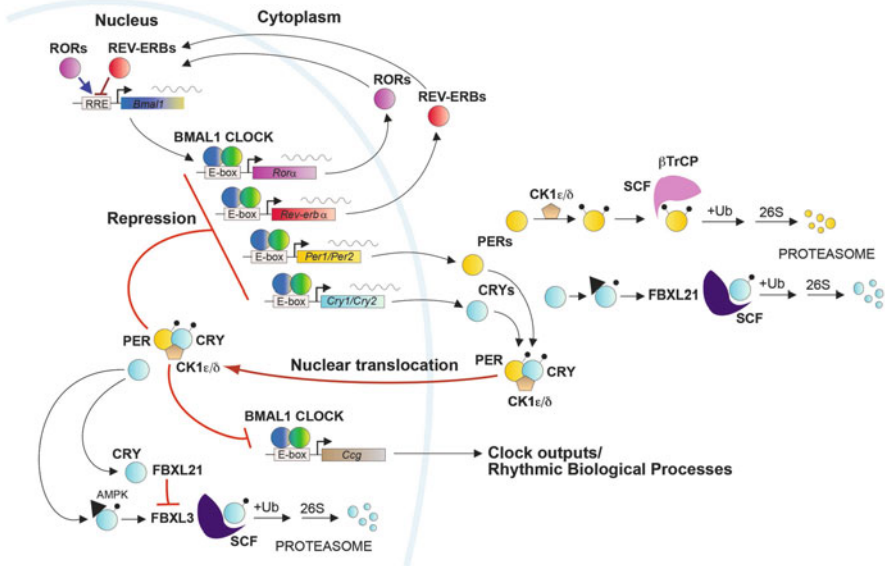 Nucleus
Cytoplasm
RORs REV-ERBs
RRE Bmal1
RORs
REV-ERBs
BMAL1 CLOCK
E-box Rorα
E-box Rev-erb α
E-box Per1/Per2
E-box Cry1/Cry2
Repression
PERs
CRYs
CK1ε/δ
SCF
βTrCP
+Ub 26S
PROTEASOME
FBXL21
SCF
+Ub 26S
PER CRY
CK1ε/δ
Nuclear translocation
PER CRY
CK1ε/δ
BMAL1 CLOCK
E-box Ccg
Clock outputs/
Rhythmic Biological Processes
CRY
FBXL21
AMPK
FBXL3
SCF
+Ub 26S
PROTEASOME